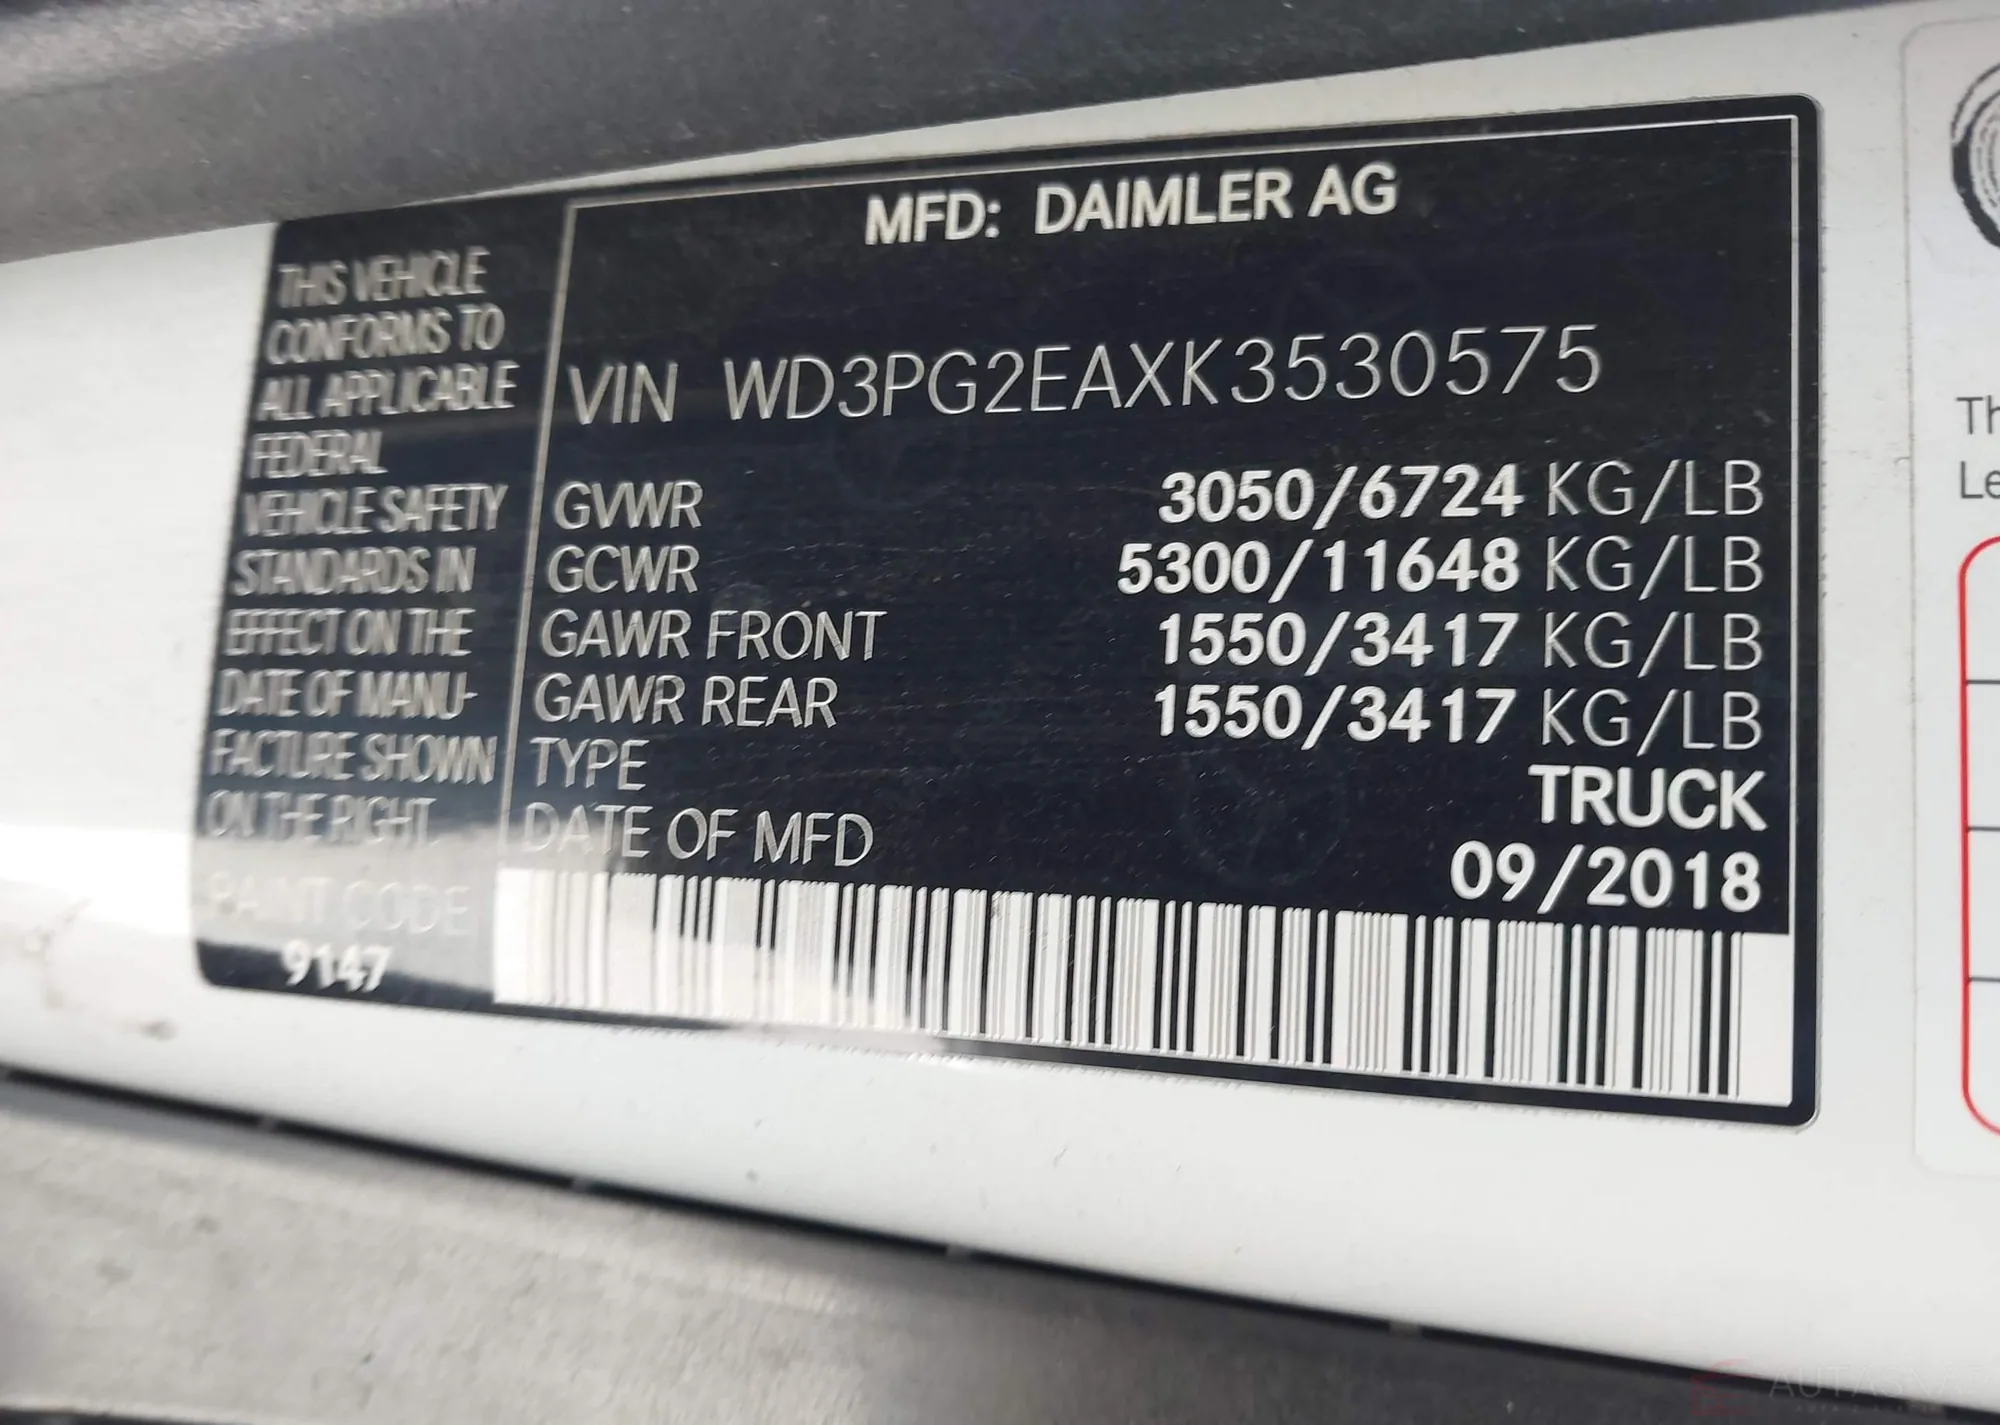 MFD: DAIMLER AG
THIS VEHICLE
CONFORMS TO
ALL APPLICABLE
FEDERAL
VEHICLE SAFETY
STANDARDS IN
EFFECT ON THE
DATE OF MANU-
FACTURE SHOWN
ON THE RIGHT
PAINT CODE
9147
VIN WD3PG2EAXK3530575
GVWR 3050/6724 KG/LB
GCWR 5300/11648 KG/LB
GAWR FRONT 1550/3417 KG/LB
GAWR REAR 1550/3417 KG/LB
TYPE TRUCK
DATE OF MFD 09/2018